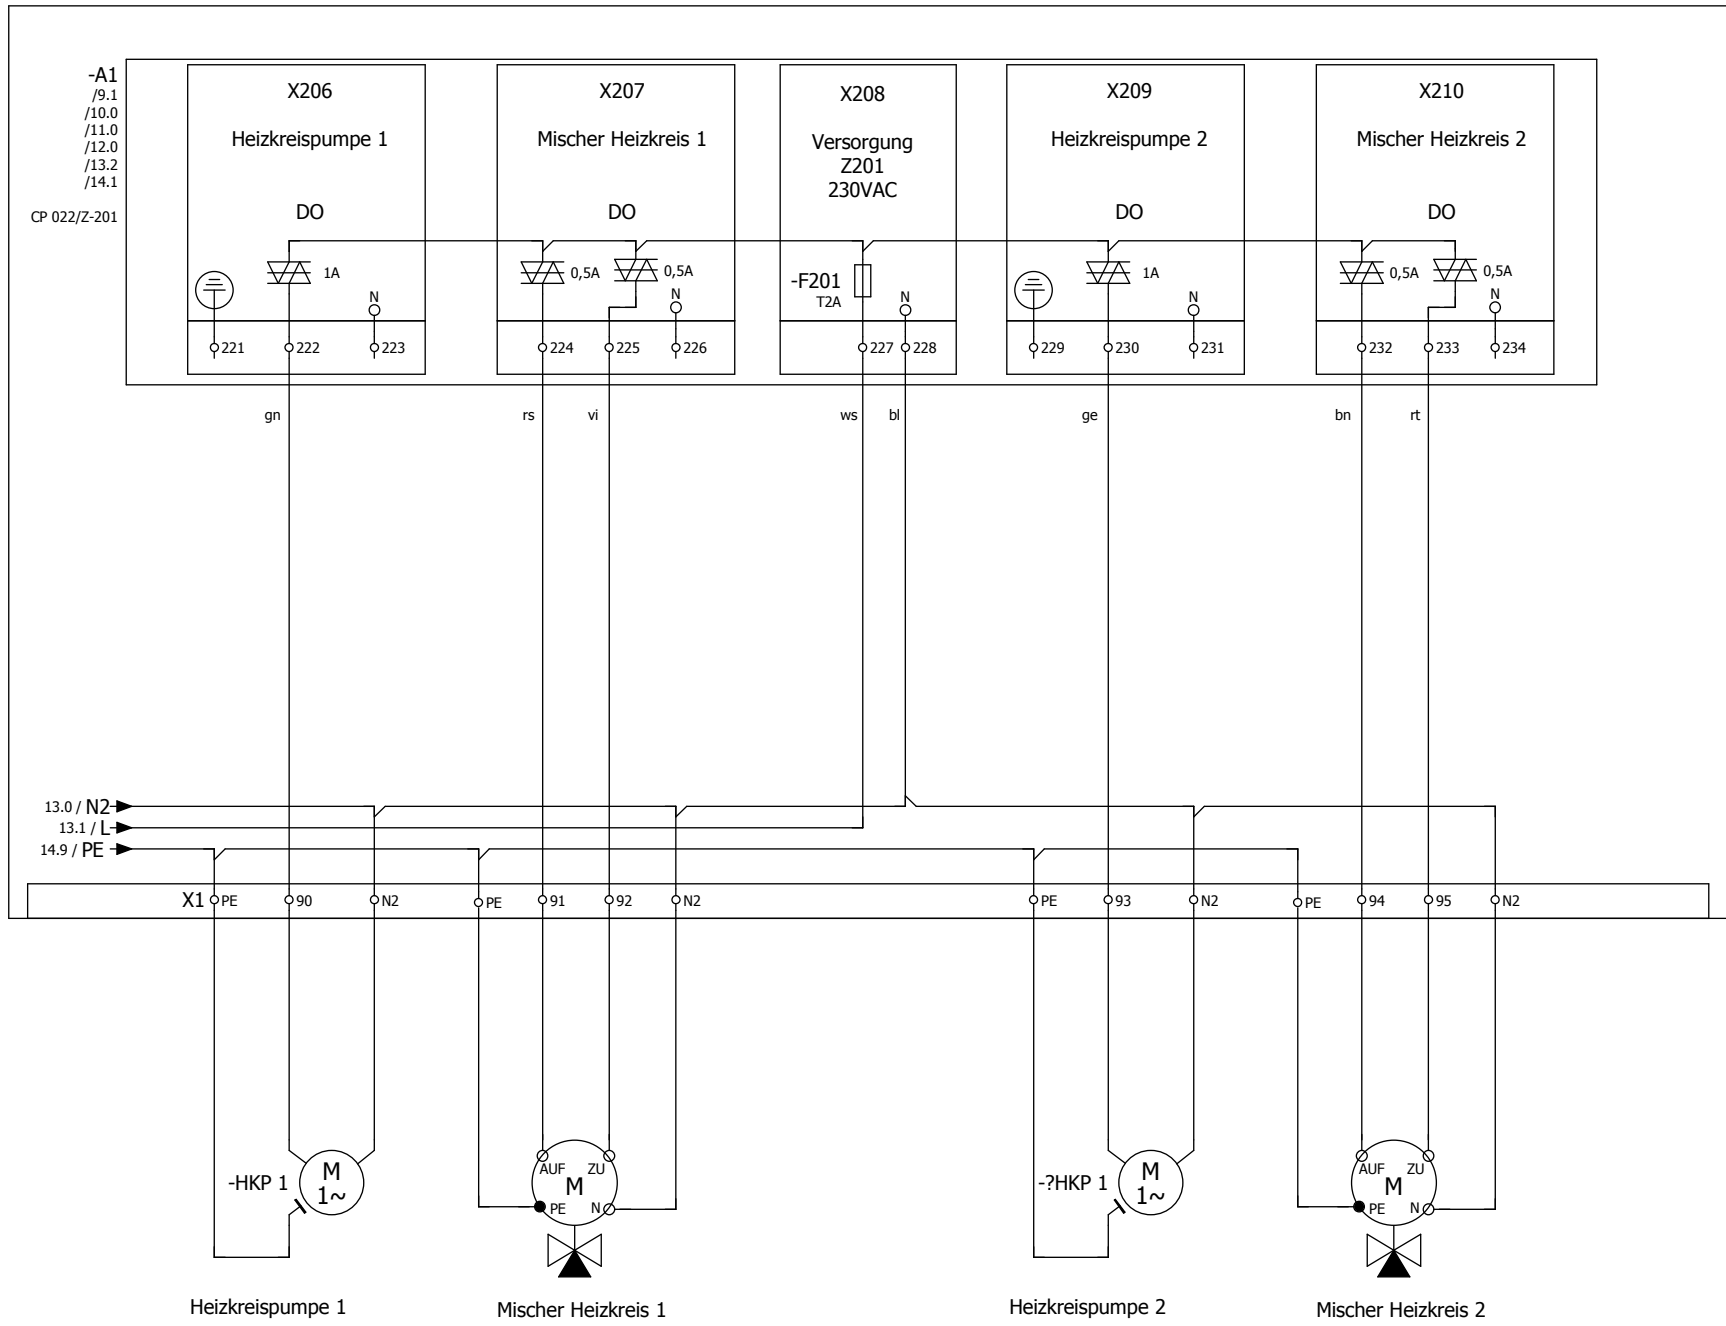 -A1
/9.1
/10.0
/11.0
/12.0
/13.2
/14.1
CP 022/Z-201
X206
Heizkreispumpe 1
DO
1A
N
221
222
223
X207
Mischer Heizkreis 1
DO
0,5A
0,5A
N
224
225
226
X208
Versorgung
Z201
230VAC
-F201
T2A
N
227
228
X209
Heizkreispumpe 2
DO
1A
N
229
230
231
X210
Mischer Heizkreis 2
DO
0,5A
0,5A
N
232
233
234
gn
rs
vi
ws
bl
ge
bn
rt
13.0 / N2
13.1 / L
14.9 / PE
X1
PE
90
N2
PE
91
92
N2
PE
93
N2
PE
94
95
N2
-HKP 1
M
1~
AUF
ZU
M
PE
N
-?HKP 1
M
1~
AUF
ZU
M
PE
N
Heizkreispumpe 1
Mischer Heizkreis 1
Heizkreispumpe 2
Mischer Heizkreis 2